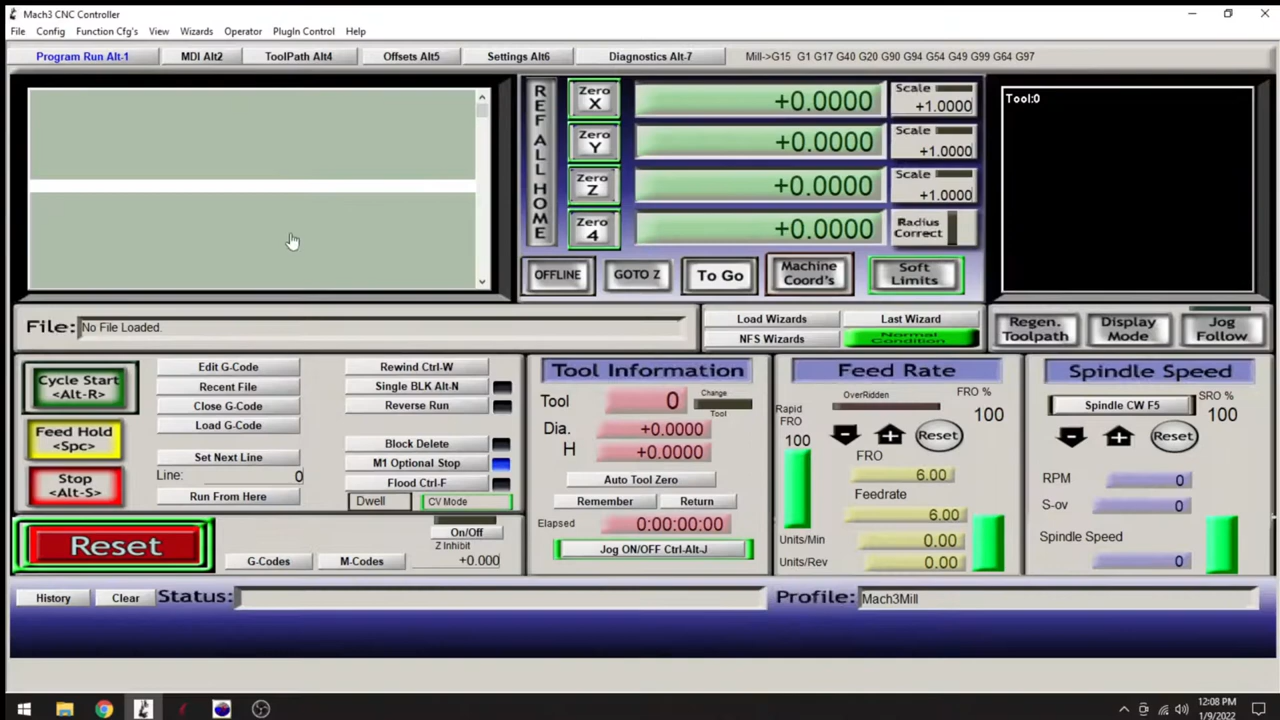 Mach3 CNC Controller
File Config Function Cfg's View Wizards Operator PlugIn Control Help
Program Run Alt-1 MDI Alt2 ToolPath Alt4 Offsets Alt5 Settings Alt6 Diagnostics Alt-7 Mill->G15 G1 G17 G40 G20 G90 G94 G54 G49 G99 G64 G97
REF ALL HOME
Zero X +0.0000 Scale +1.0000
Zero Y +0.0000 Scale +1.0000
Zero Z +0.0000 Scale +1.0000
Zero 4 +0.0000 Radius Correct
OFFLINE GOTO Z To Go Machine Coord's Soft Limits
Tool:0
File: No File Loaded.
Load Wizards Last Wizard
NFS Wizards Normal Condition
Regen. Toolpath Display Mode Jog Follow
Cycle Start <Alt-R>
Feed Hold <Spc>
Stop <Alt-S>
Reset
Edit G-Code
Recent File
Close G-Code
Load G-Code
Set Next Line
Line: 0
Run From Here
Rewind Ctrl-W
Single BLK Alt-N
Reverse Run
Block Delete
M1 Optional Stop
Flood Ctrl-F
Dwell CV Mode
On/Off
Z Inhibit
+0.000
G-Codes M-Codes
Tool Information
Tool 0 Change Tool
Dia. +0.0000
H +0.0000
Auto Tool Zero
Remember Return
Elapsed 0:00:00:00
Jog ON/OFF Ctrl-Alt-J
Feed Rate
OverRidden FRO %
Rapid FRO 100 Reset 100
FRO
6.00
Feedrate
6.00
Units/Min 0.00
Units/Rev 0.00
Spindle Speed
Spindle CW F5 SRO %
Reset 100
RPM 0
S-ov 0
Spindle Speed
0
History Clear Status: Profile: Mach3Mill
12:08 PM
1/9/2022